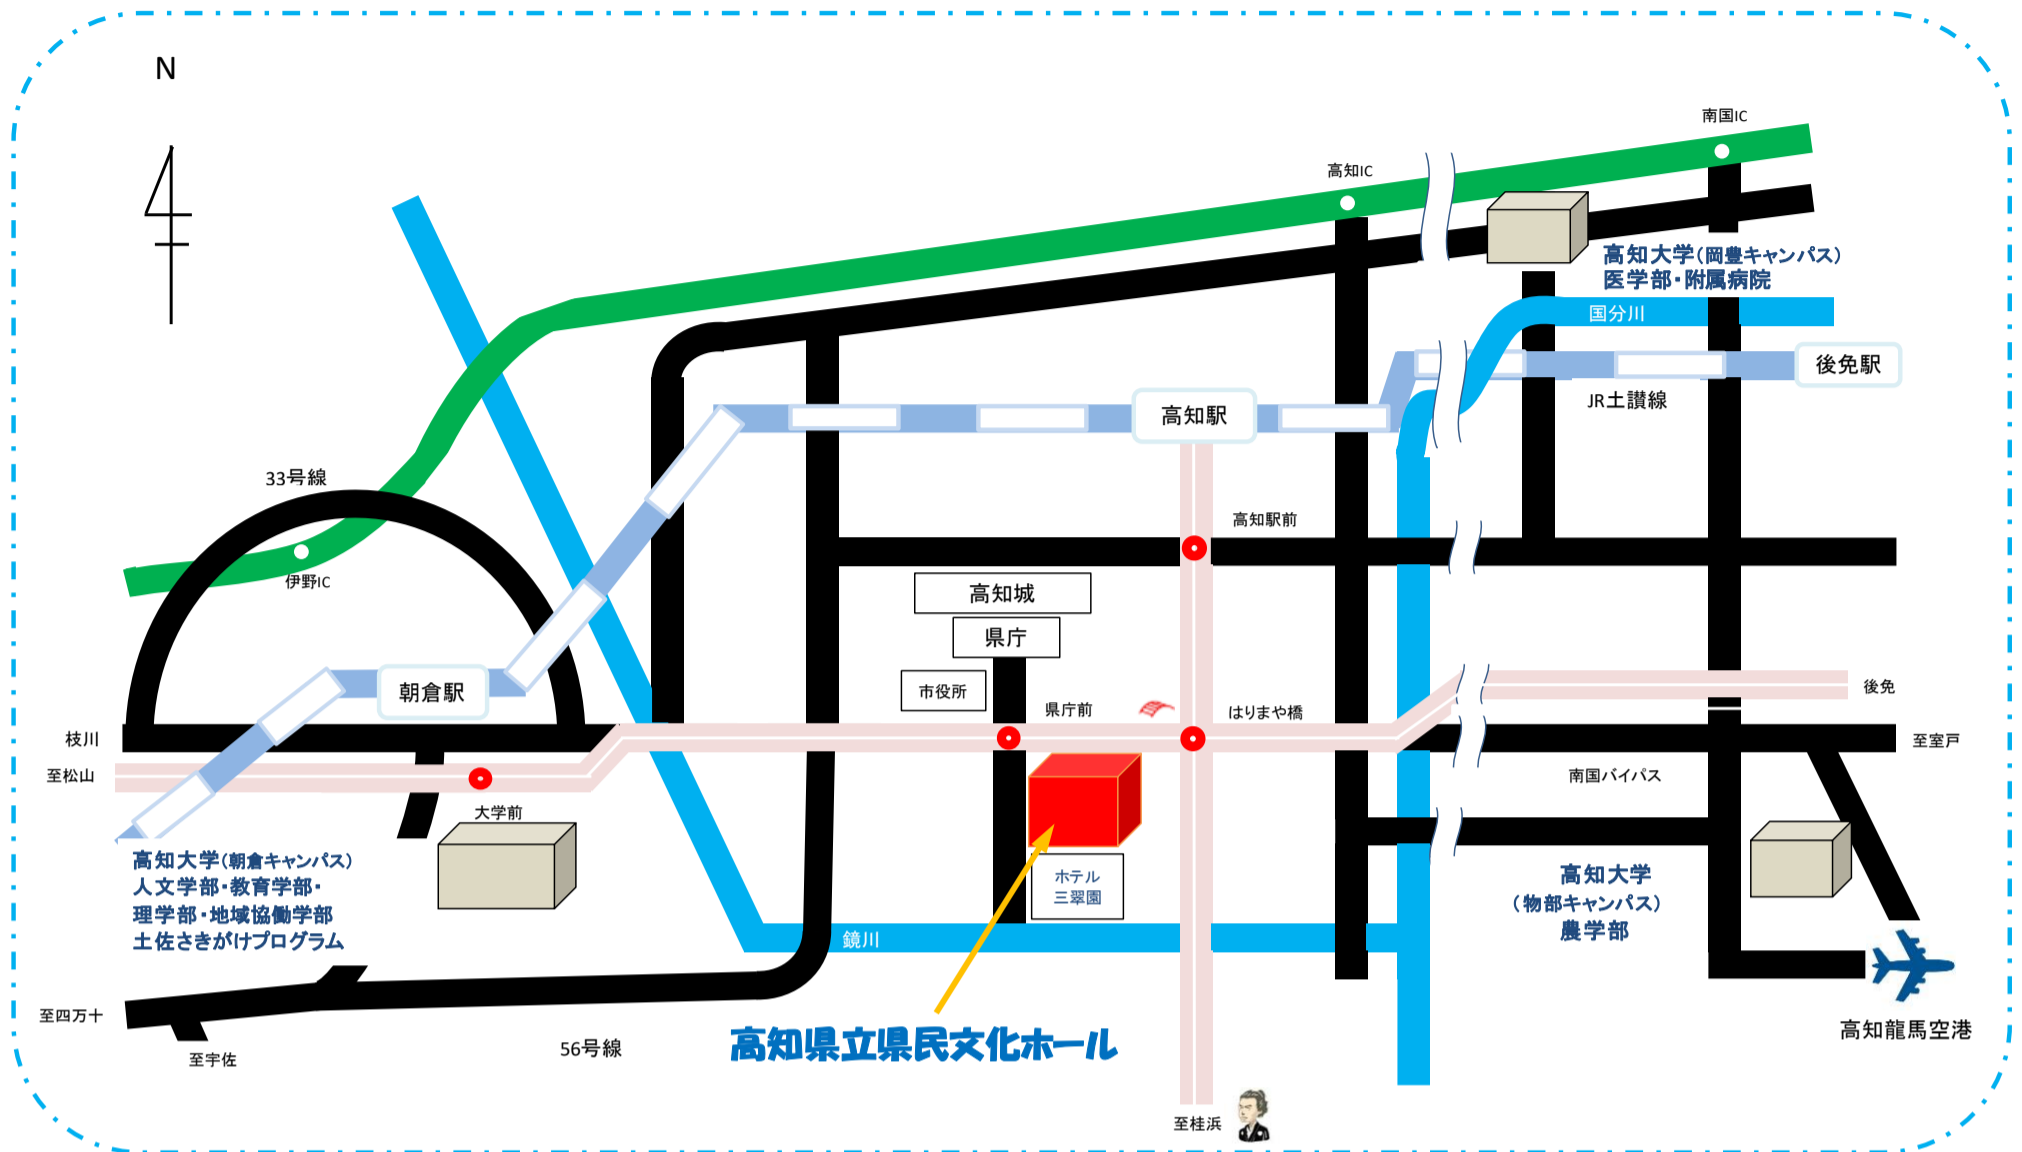 N
南国IC
高知IC
高知大学(岡豊キャンパス)
医学部・附属病院
国分川
後免駅
JR土讃線
高知駅
33号線
高知駅前
伊野IC
高知城
県庁
朝倉駅
市役所
後免
県庁前
はりまや橋
枝川
至室戸
至松山
南国バイパス
大学前
高知大学(朝倉キャンパス)
人文学部・教育学部・
理学部・地域協働学部
土佐さきがけプログラム
ホテル
三翠園
高知大学
(物部キャンパス)
農学部
鏡川
至四万十
高知龍馬空港
高知県立県民文化ホール
56号線
至宇佐
至桂浜